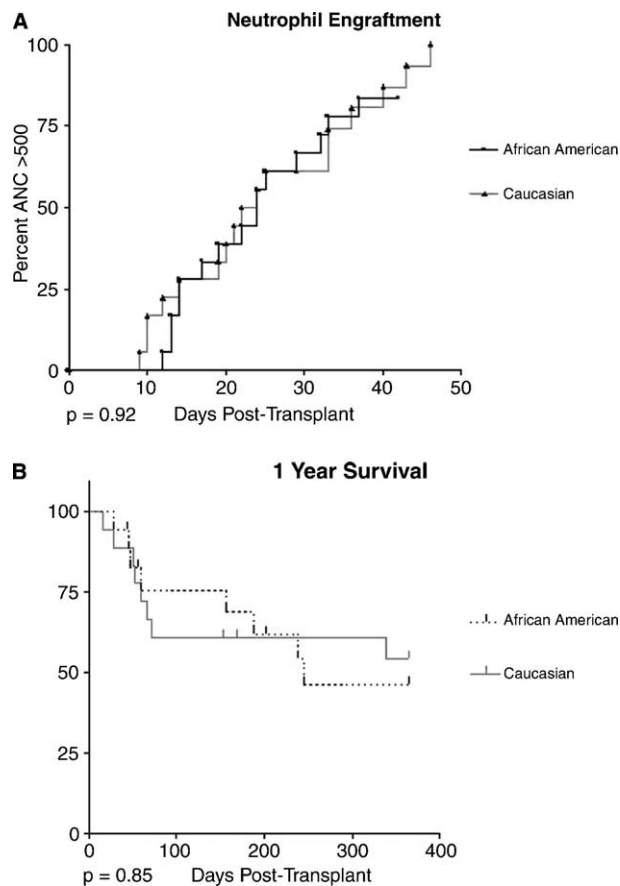 A
Neutrophil Engraftment
100
75
50
25
0
Percent ANC >500
0 10 20 30 40 50
p = 0.92 Days Post-Transplant
African American
Caucasian
B
1 Year Survival
100
75
50
25
0
0 100 200 300 400
p = 0.85 Days Post-Transplant
African American
Caucasian